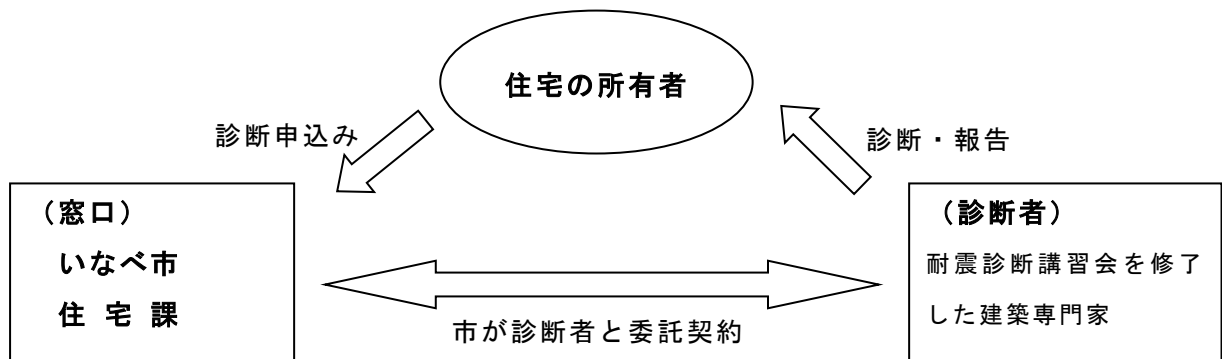 住宅の所有者
診断申込み
診断・報告
（窓口）
いなべ市
住 宅 課
（診断者）
耐震診断講習会を修了
した建築専門家
市が診断者と委託契約